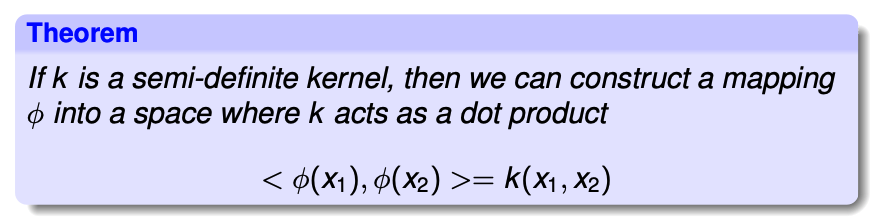 Theorem
If k is a semi-definite kernel, then we can construct a mapping
ϕ into a space where k acts as a dot product
< ϕ(x₁), ϕ(x₂) >= k(x₁, x₂)